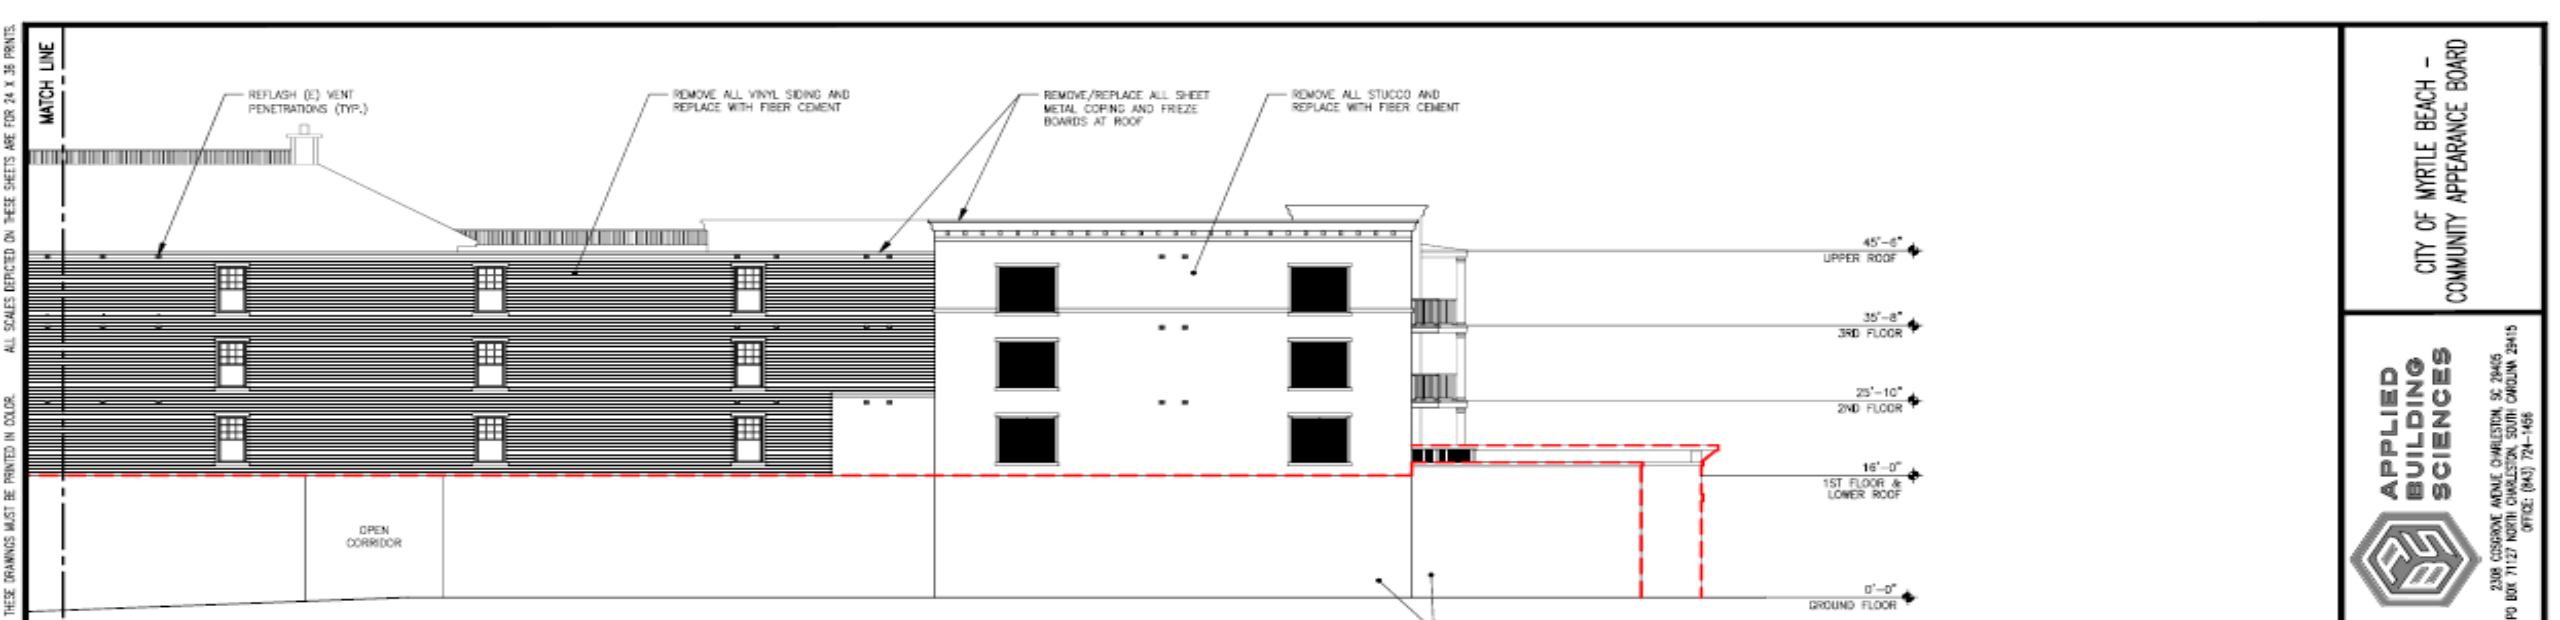 ALL SCALES DEPICTED ON THESE SHEETS ARE FOR 24 X 36 PRINTS.
THESE DRAWINGS MUST BE PRINTED IN COLOR.
MATCH LINE
REFLASH (E) VENT
PENETRATIONS (TYP.)
REMOVE ALL VINYL SIDING AND
REPLACE WITH FIBER CEMENT
REMOVE/REPLACE ALL SHEET
METAL COPING AND FRIEZE
BOARDS AT ROOF
REMOVE ALL STUCCO AND
REPLACE WITH FIBER CEMENT
45'-6"
UPPER ROOF
35'-8"
3RD FLOOR
25'-10"
2ND FLOOR
16'-0"
1ST FLOOR &
LOWER ROOF
0'-0"
GROUND FLOOR
OPEN
CORRIDOR
CITY OF MYRTLE BEACH -
COMMUNITY APPEARANCE BOARD
APPLIED
BUILDING
SCIENCES
2308 COSGROVE AVENUE CHARLESTON, SC 29405
PO BOX 71127 NORTH CHARLESTON, SOUTH CAROLINA 29415
OFFICE: (843) 724-1456